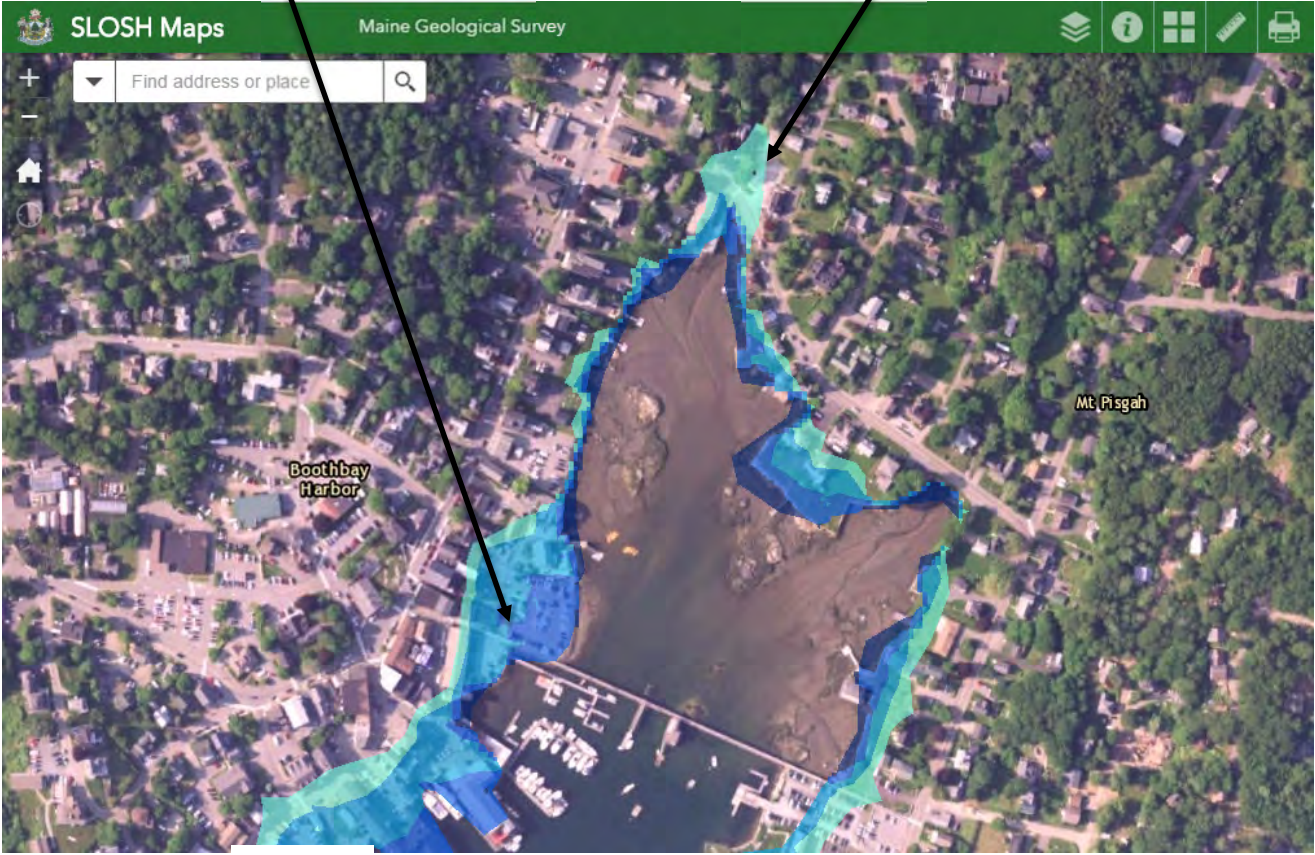 SLOSH Maps
Maine Geological Survey
Find address or place
Mt Pisgah
Boothbay
Harbor